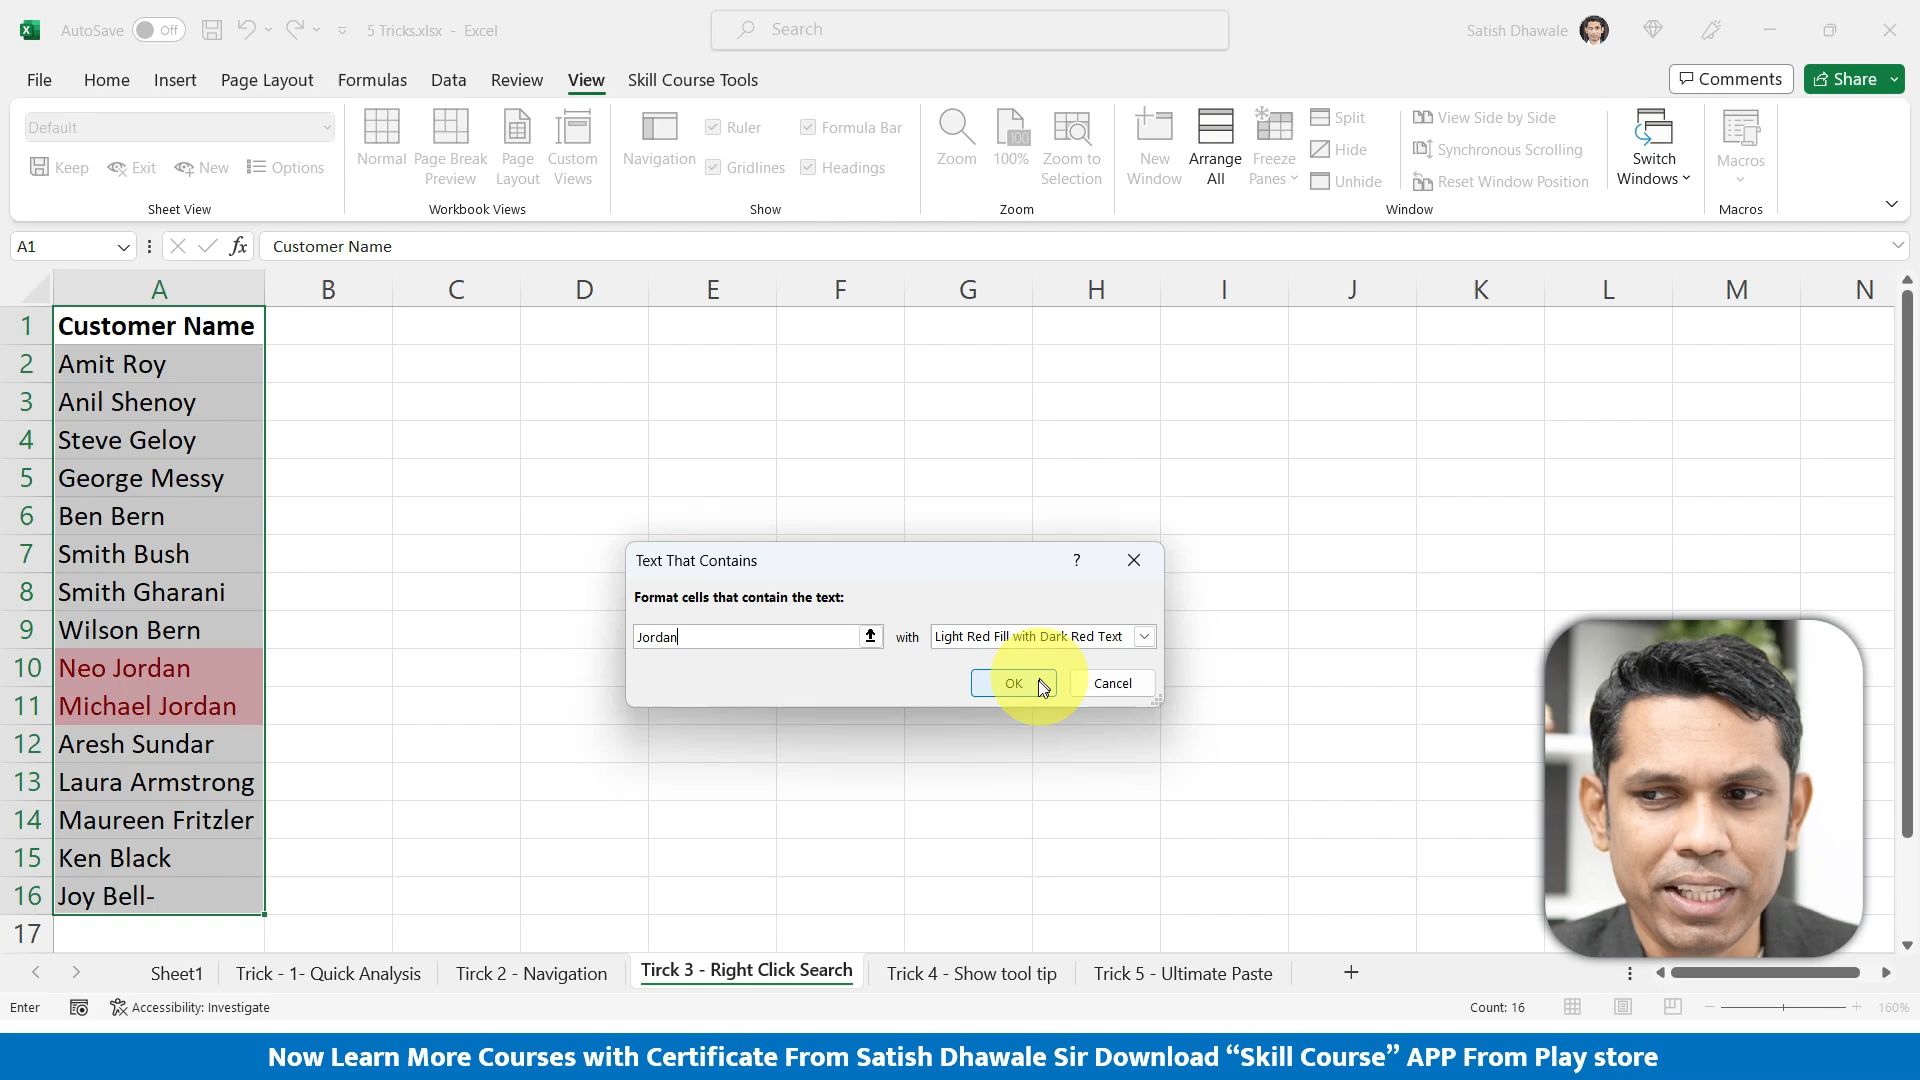 AutoSave Off 5 Tricks.xlsx - Excel Search Satish Dhawale
File Home Insert Page Layout Formulas Data Review View Skill Course Tools Comments Share
Default
Keep Exit New Options
Sheet View
Normal Page Break Preview Page Layout Custom Views
Workbook Views
Navigation Ruler Formula Bar
Gridlines Headings
Show
Zoom 100% Zoom to Selection
Zoom
New Window Arrange All Freeze Panes
Split
Hide
Unhide
View Side by Side
Synchronous Scrolling
Reset Window Position
Switch Windows
Window
Macros
Macros
A1 fx Customer Name
A B C D E F G H I J K L M N
1 Customer Name
2 Amit Roy
3 Anil Shenoy
4 Steve Geloy
5 George Messy
6 Ben Bern
7 Smith Bush
8 Smith Gharani
9 Wilson Bern
10 Neo Jordan
11 Michael Jordan
12 Aresh Sundar
13 Laura Armstrong
14 Maureen Fritzler
15 Ken Black
16 Joy Bell-
17
Text That Contains ?
Format cells that contain the text:
Jordan with Light Red Fill with Dark Red Text
OK Cancel
Sheet1 Trick - 1- Quick Analysis Tirck 2 - Navigation Tirck 3 - Right Click Search Trick 4 - Show tool tip Trick 5 - Ultimate Paste
Enter Accessibility: Investigate Count: 16 160%
Now Learn More Courses with Certificate From Satish Dhawale Sir Download “Skill Course” APP From Play store